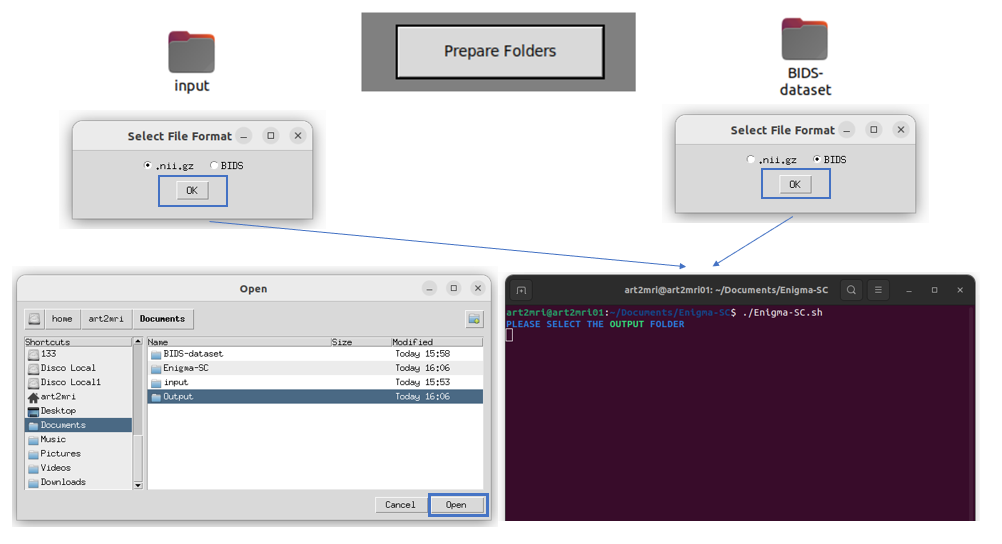 Prepare Folders
input
BIDS-
dataset
Select File Format
.nii.gz BIDS
OK
Select File Format
.nii.gz BIDS
OK
Open
home art2mri Documents
Shortcuts
133
Disco Local
Disco Local1
art2mri
Desktop
Documents
Music
Pictures
Videos
Downloads
Name Size Modified
BIDS-dataset Today 15:58
Enigma-SC Today 16:06
input Today 15:53
Output Today 16:06
Cancel Open
art2mri@art2mri01: ~/Documents/Enigma-SC
art2mri@art2mri01:~/Documents/Enigma-SC$ ./Enigma-SC.sh
PLEASE SELECT THE OUTPUT FOLDER